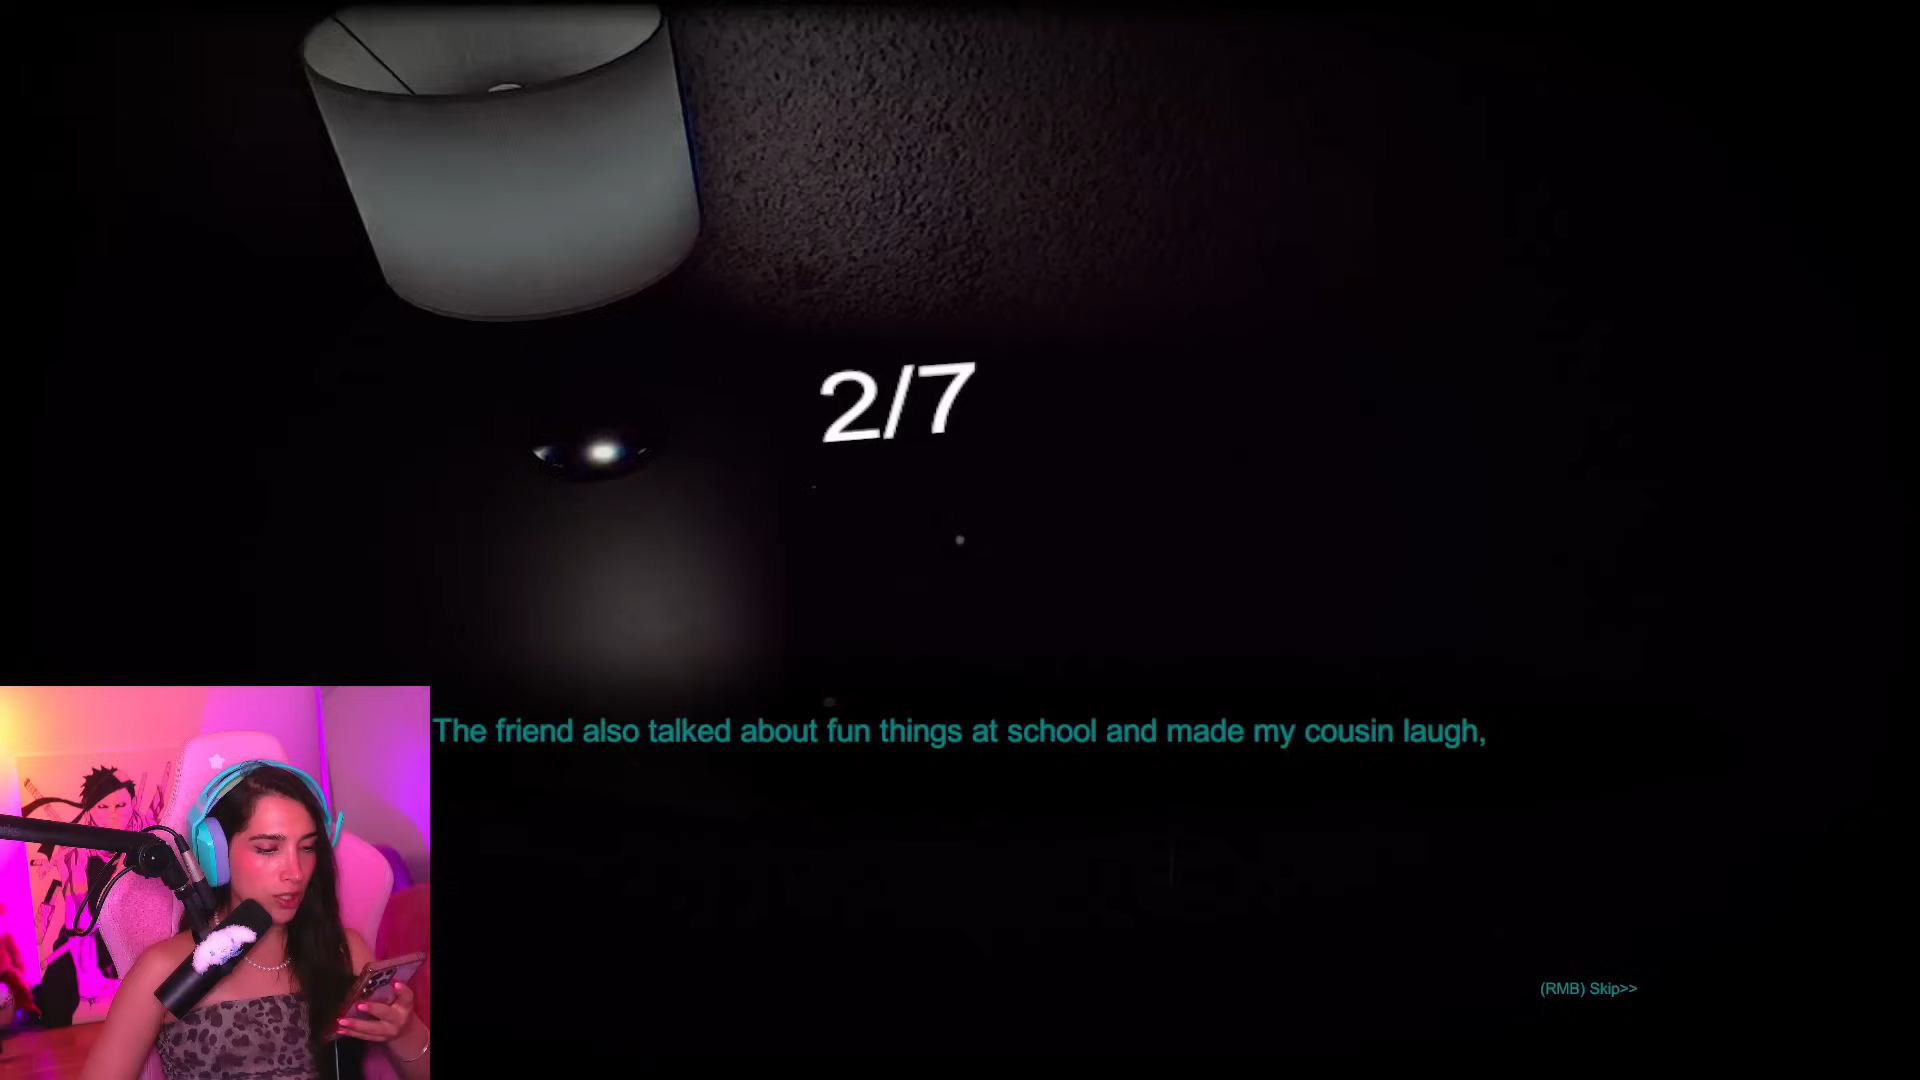 2/7
The friend also talked about fun things at school and made my cousin laugh,
(RMB) Skip>>